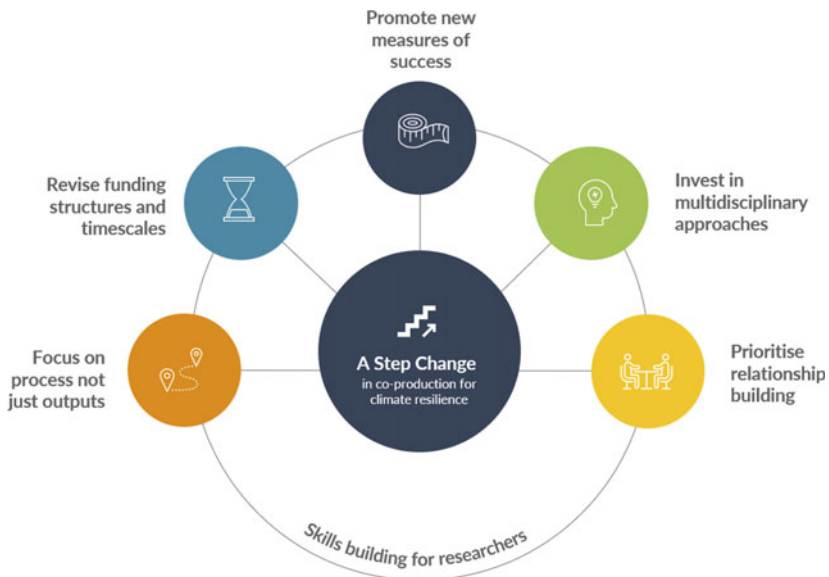 Promote new
measures of
success
Revise funding
structures and
timescales
Invest in
multidisciplinary
approaches
Focus on
process not
just outputs
A Step Change
in co-production for
climate resilience
Prioritise
relationship
building
Skills building for researchers